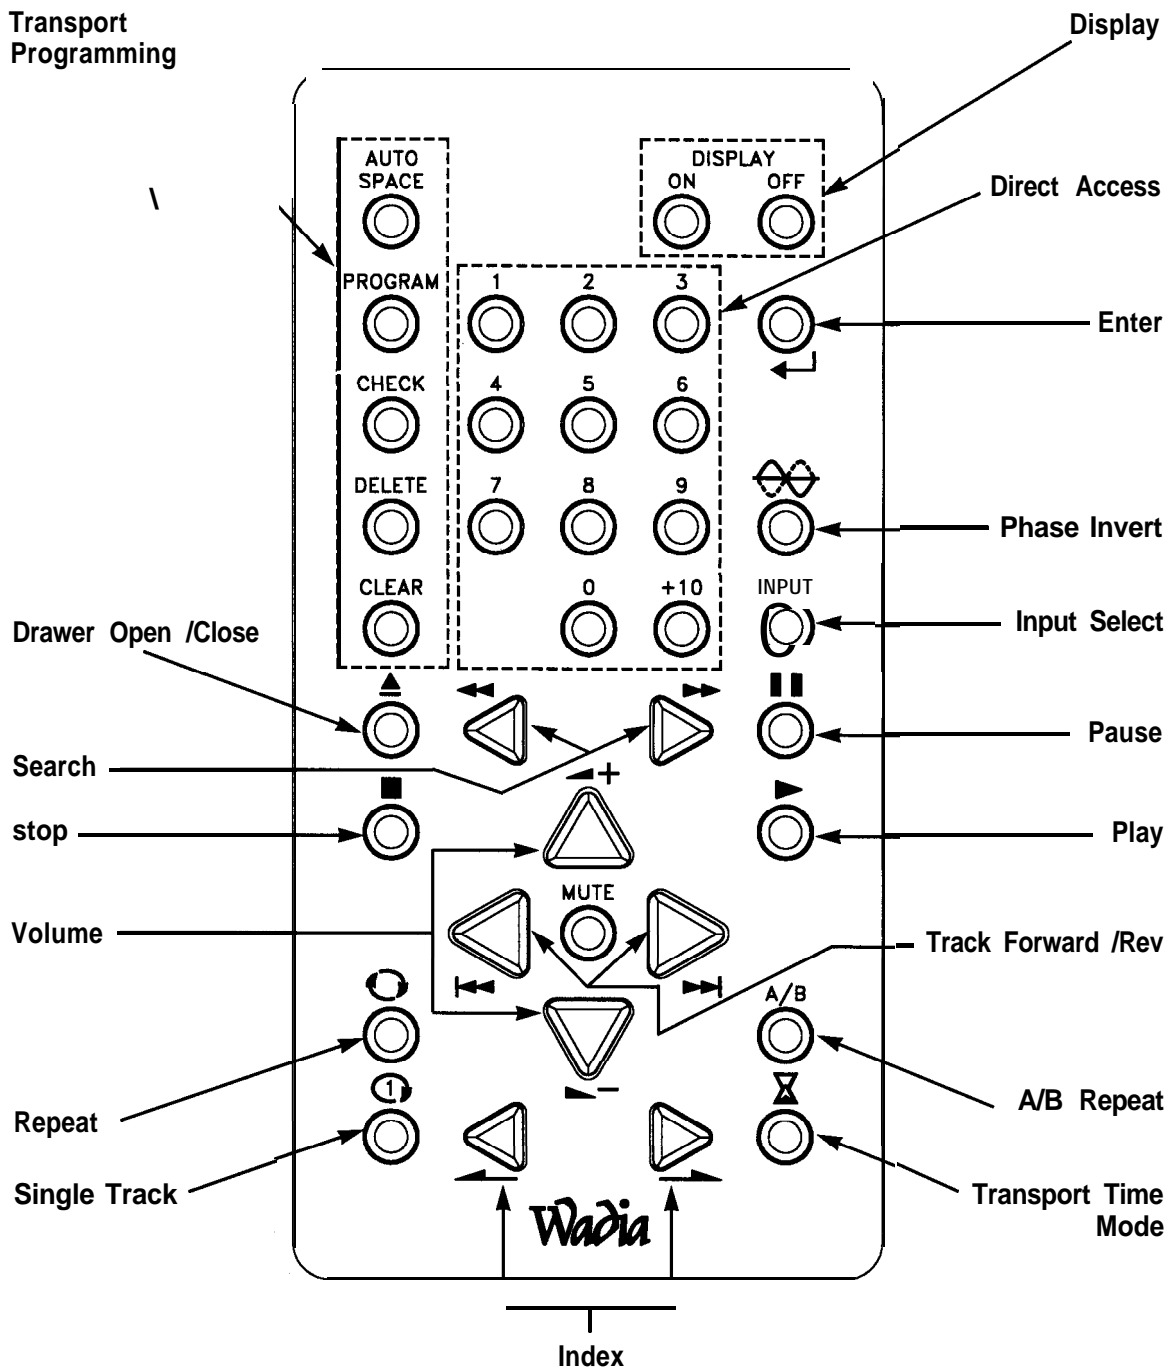 Transport
Programming
Display
AUTO
SPACE
DISPLAY
ON OFF
Direct Access
PROGRAM 1 2 3
Enter
CHECK 4 5 6
DELETE 7 8 9
Phase Invert
CLEAR 0 +10 INPUT
Drawer Open /Close
Input Select
Pause
Search
+
stop
Play
MUTE
Volume
Track Forward /Rev
A/B
1
-
Repeat
A/B Repeat
Single Track
Transport Time
Mode
Wadia
Index